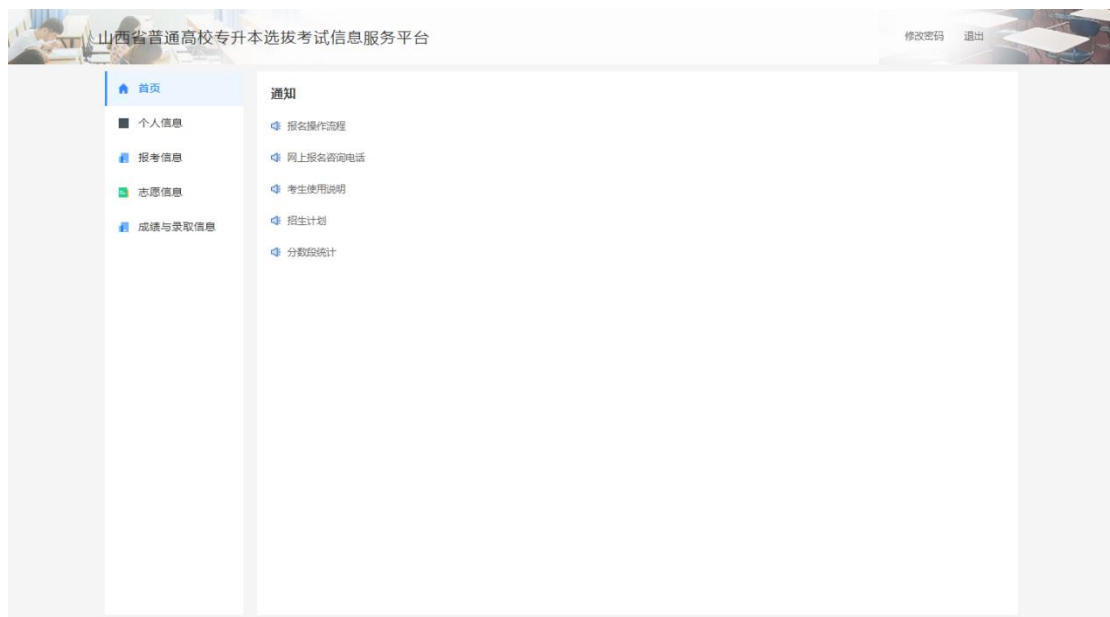 山西省普通高校专升本选拔考试信息服务平台
修改密码 退出
首页
个人信息
报考信息
志愿信息
成绩与录取信息
通知
报名操作流程
网上报名咨询电话
考生使用说明
招生计划
分数段统计